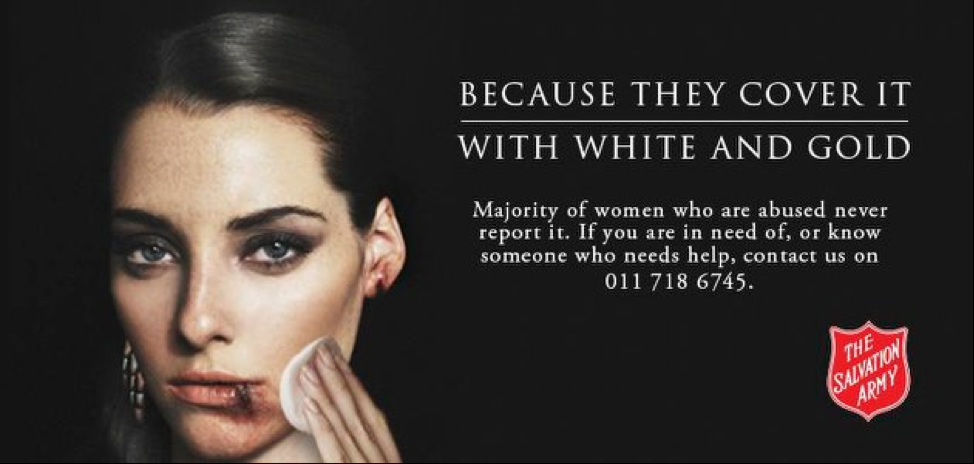 BECAUSE THEY COVER IT
WITH WHITE AND GOLD
Majority of women who are abused never
report it. If you are in need of, or know
someone who needs help, contact us on
011 718 6745.
THE
SALVATION
ARMY